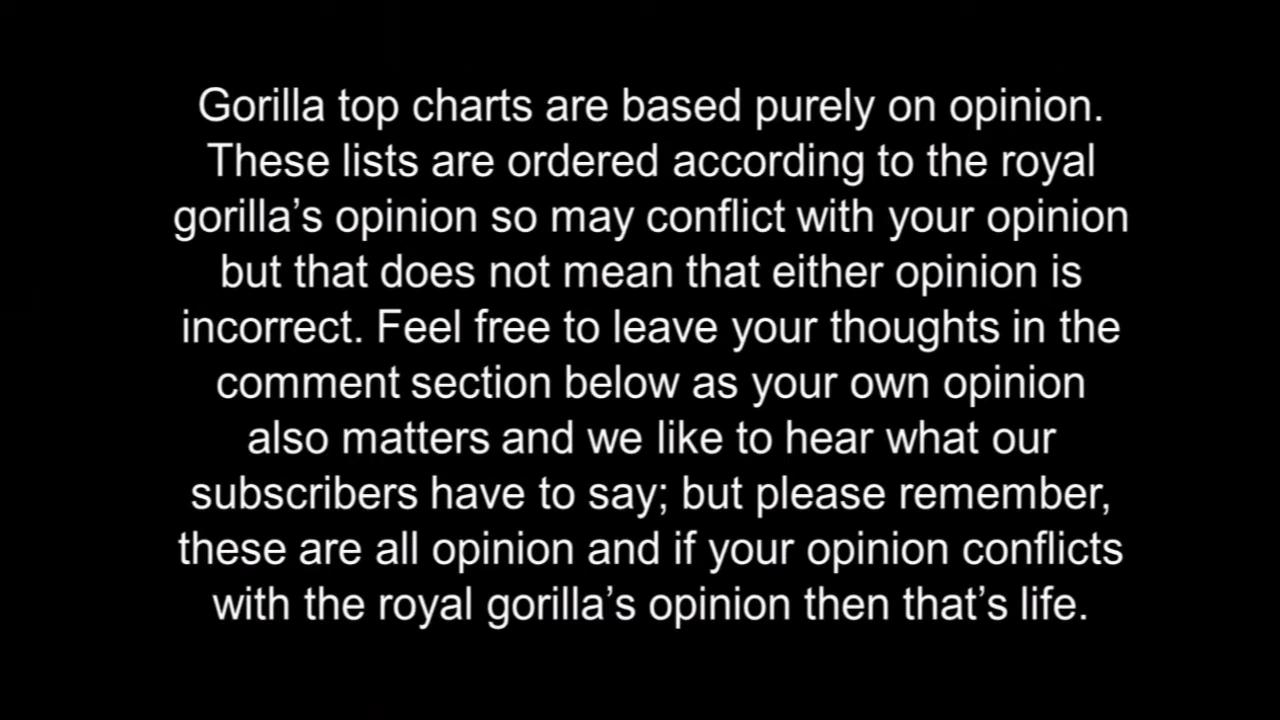 Gorilla top charts are based purely on opinion.
These lists are ordered according to the royal
gorilla’s opinion so may conflict with your opinion
but that does not mean that either opinion is
incorrect. Feel free to leave your thoughts in the
comment section below as your own opinion
also matters and we like to hear what our
subscribers have to say; but please remember,
these are all opinion and if your opinion conflicts
with the royal gorilla’s opinion then that’s life.